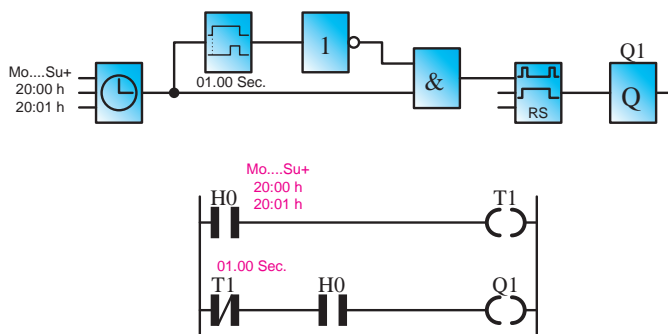 Mo....Su+
20:00 h
20:01 h
01.00 Sec.
1
&
RS
Q1
Q
Mo....Su+
20:00 h
20:01 h
H0
T1
01.00 Sec.
T1
H0
Q1